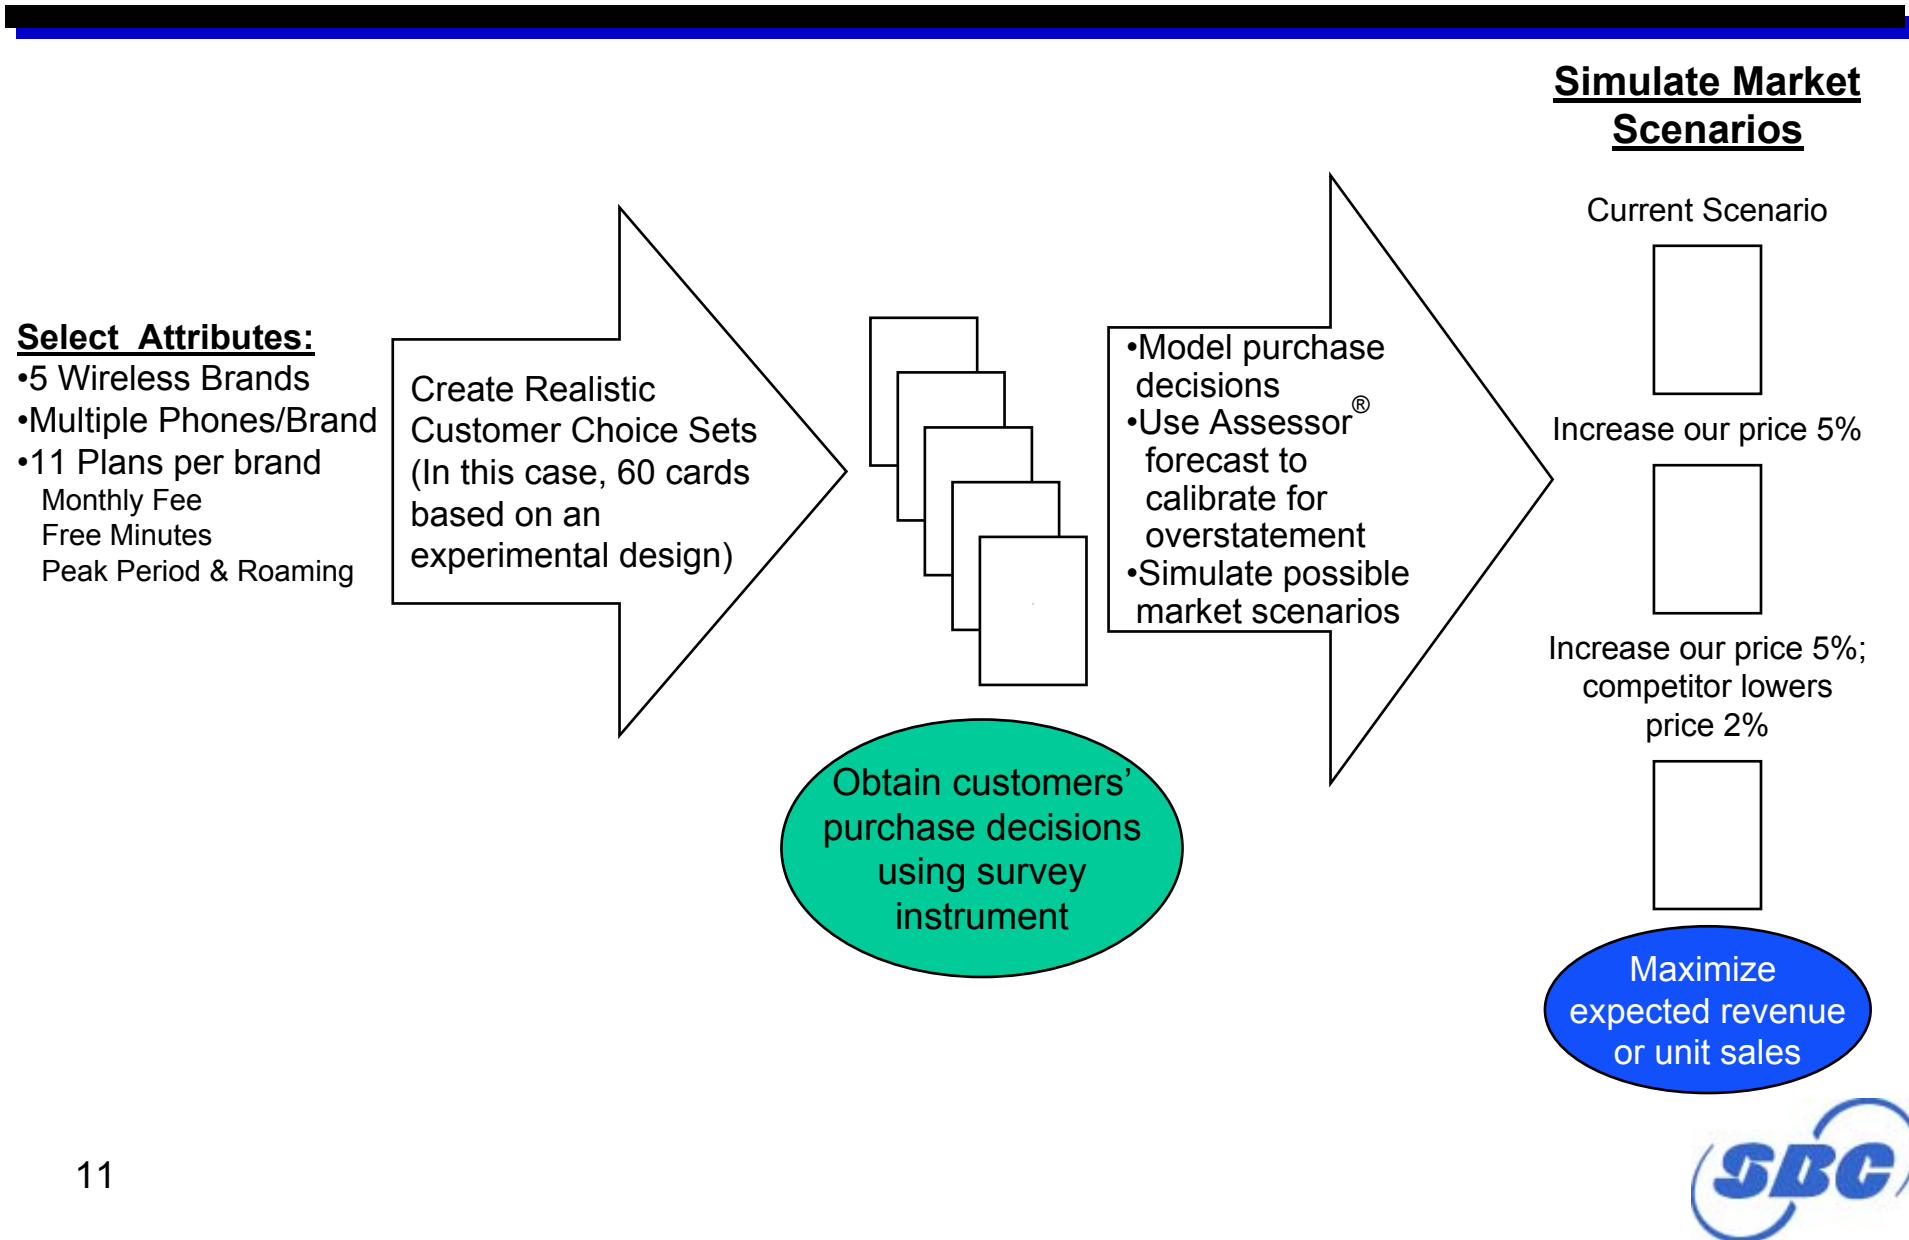 Simulate Market
Scenarios
Select Attributes:
•5 Wireless Brands
•Multiple Phones/Brand
•11 Plans per brand
Monthly Fee
Free Minutes
Peak Period & Roaming
Create Realistic
Customer Choice Sets
(In this case, 60 cards
based on an
experimental design)
Obtain customers’
purchase decisions
using survey
instrument
•Model purchase
decisions
•Use Assessor®
forecast to
calibrate for
overstatement
•Simulate possible
market scenarios
Current Scenario
Increase our price 5%
Increase our price 5%;
competitor lowers
price 2%
Maximize
expected revenue
or unit sales
11
SBC